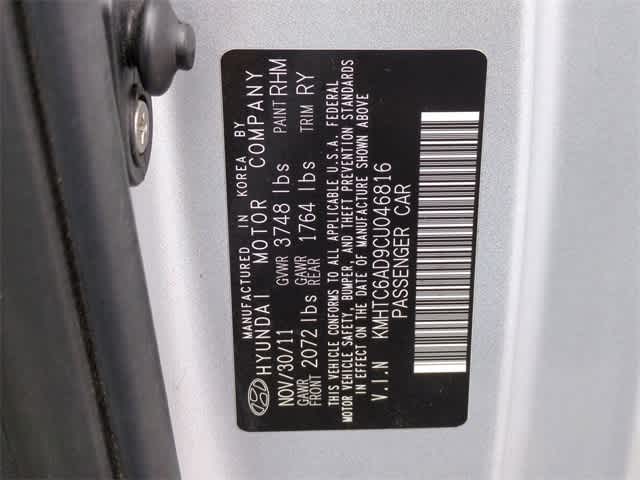 MANUFACTURED IN KOREA BY
HYUNDAI MOTOR COMPANY
NOV/30/11 GVWR 3748 lbs PAINT RHM
GAWR FRONT 2072 lbs GAWR REAR 1764 lbs TRIM RY
THIS VEHICLE CONFORMS TO ALL APPLICABLE U.S.A. FEDERAL
MOTOR VEHICLE SAFETY, BUMPER, AND THEFT PREVENTION STANDARDS
IN EFFECT ON THE DATE OF MANUFACTURE SHOWN ABOVE
V.I.N KMHTC6AD9CU046816
PASSENGER CAR